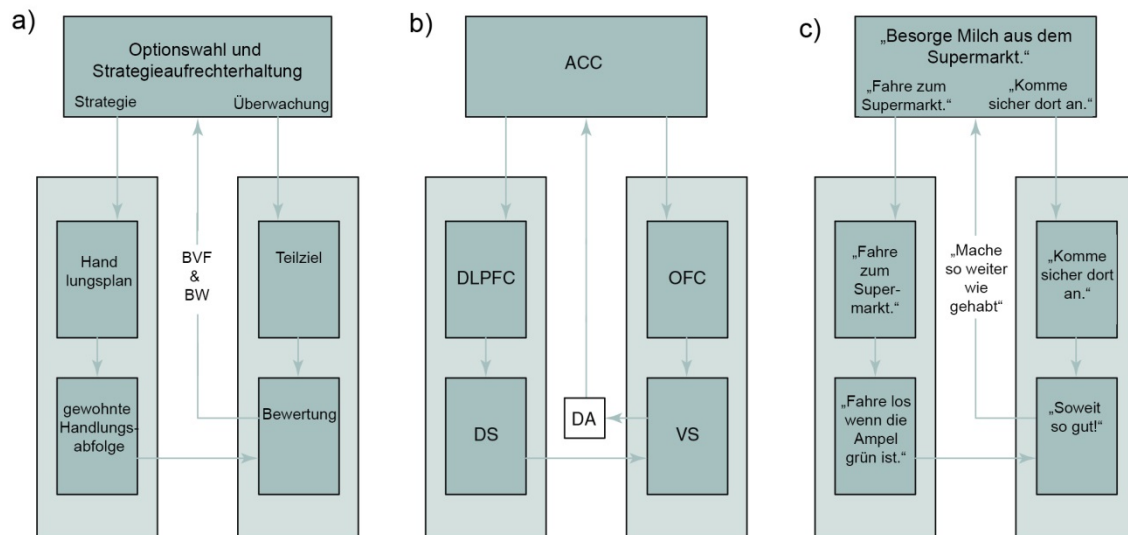 a)
Optionswahl und
Strategieaufrechterhaltung
Strategie
Überwachung
Hand
lungsplan
BVF
&
BW
Teilziel
gewohnte
Handlungs-
abfolge
Bewertung
b)
ACC
DLPFC
OFC
DS
DA
VS
c)
„Besorge Milch aus dem
Supermarkt.“
„Fahre zum
Supermarkt.“
„Komme
sicher dort an.“
„Fahre
zum
Super-
markt.“
„Mache
so weiter
wie
gehabt“
„Komme
sicher dort
an.“
„Fahre los
wenn die
Ampel
grün ist.“
„Soweit
so gut!“